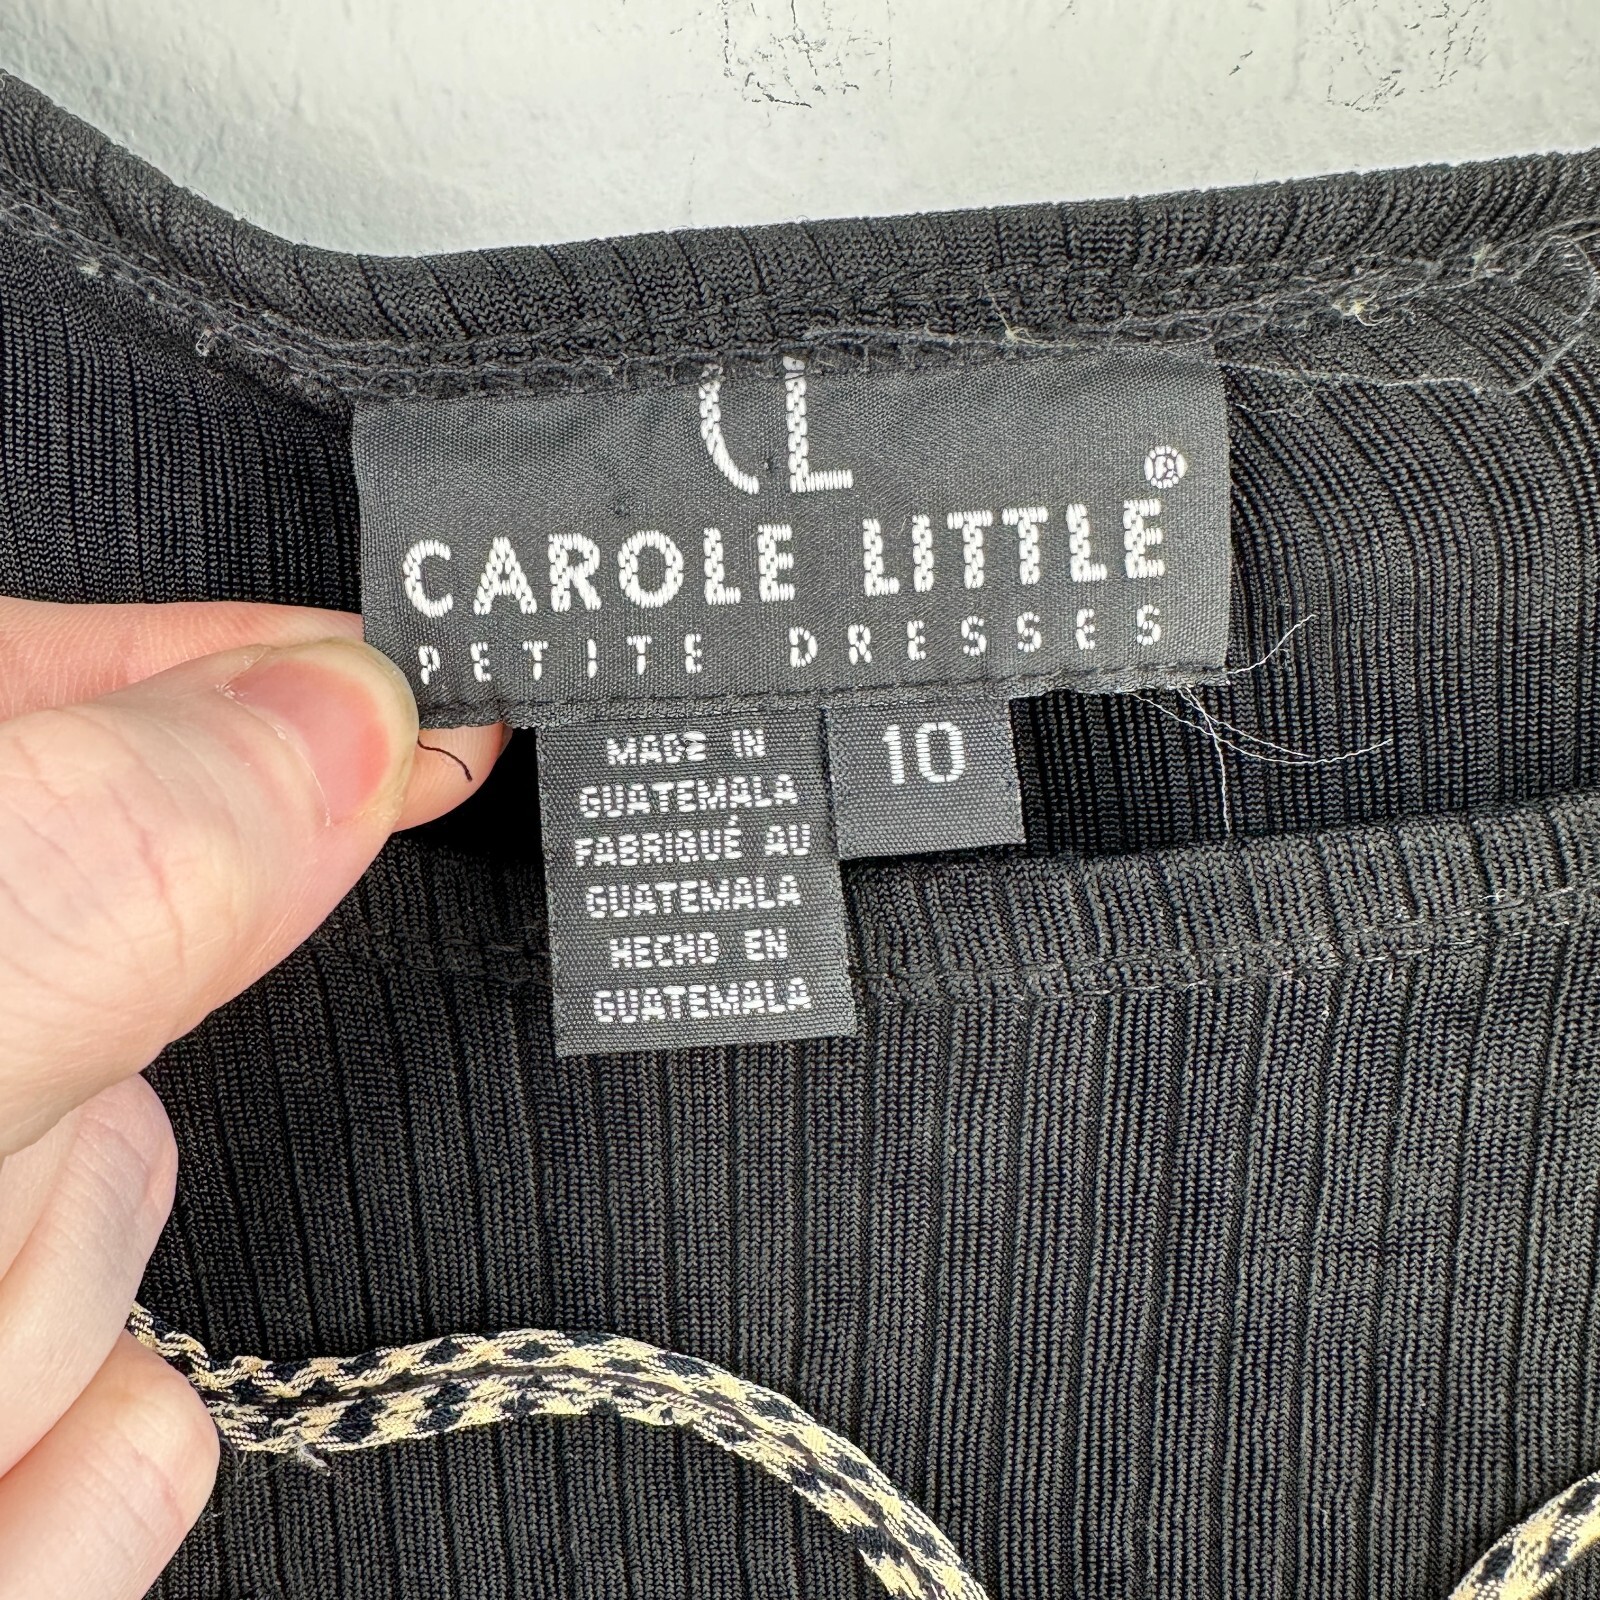 CL
CAROLE LITTLE®
PETITE DRESSES
10
MADE IN
GUATEMALA
FABRIQUÉ AU
GUATEMALA
HECHO EN
GUATEMALA